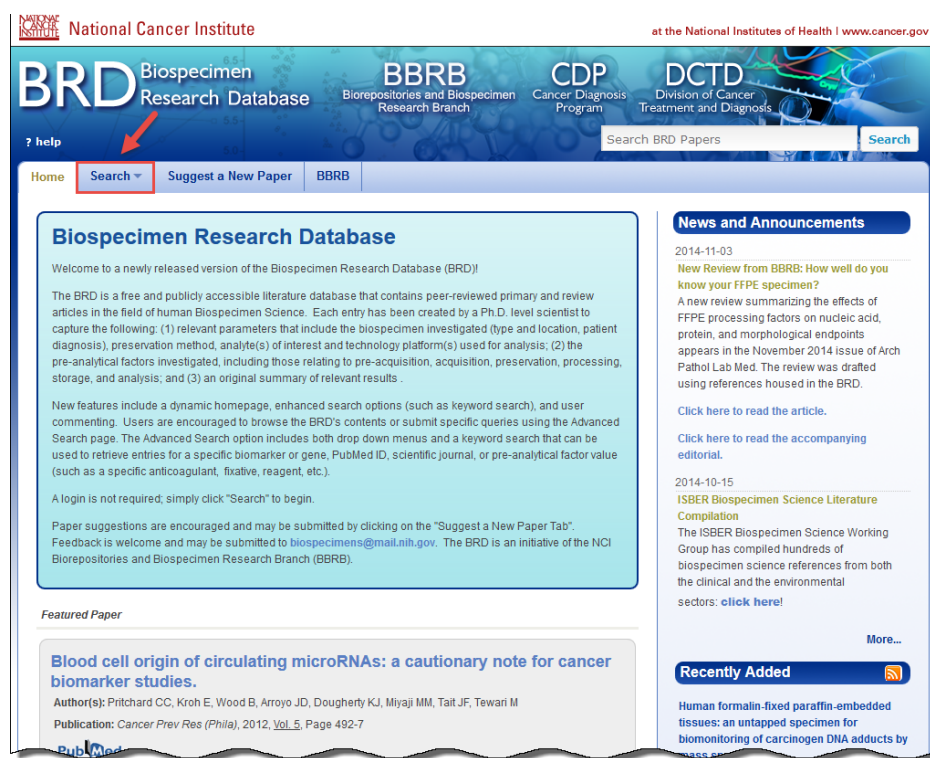 NATIONAL
CANCER
INSTITUTE
National Cancer Institute
at the National Institutes of Health | www.cancer.gov
BRD Biospecimen
Research Database
BBRB
Biorepositories and Biospecimen
Research Branch
CDP
Cancer Diagnosis
Program
DCTD
Division of Cancer
Treatment and Diagnosis
? help
Search BRD Papers
Search
Home
Search
Suggest a New Paper
BBRB
Biospecimen Research Database
Welcome to a newly released version of the Biospecimen Research Database (BRD)!
The BRD is a free and publicly accessible literature database that contains peer-reviewed primary and review
articles in the field of human Biospecimen Science. Each entry has been created by a Ph.D. level scientist to
capture the following: (1) relevant parameters that include the biospecimen investigated (type and location, patient
diagnosis), preservation method, analyte(s) of interest and technology platform(s) used for analysis; (2) the
pre-analytical factors investigated, including those relating to pre-acquisition, acquisition, preservation, processing,
storage, and analysis; and (3) an original summary of relevant results .
New features include a dynamic homepage, enhanced search options (such as keyword search), and user
commenting. Users are encouraged to browse the BRD's contents or submit specific queries using the Advanced
Search page. The Advanced Search option includes both drop down menus and a keyword search that can be
used to retrieve entries for a specific biomarker or gene, PubMed ID, scientific journal, or pre-analytical factor value
(such as a specific anticoagulant, fixative, reagent, etc.).
A login is not required; simply click "Search" to begin.
Paper suggestions are encouraged and may be submitted by clicking on the "Suggest a New Paper Tab".
Feedback is welcome and may be submitted to biospecimens@mail.nih.gov. The BRD is an initiative of the NCI
Biorepositories and Biospecimen Research Branch (BBRB).
Featured Paper
Blood cell origin of circulating microRNAs: a cautionary note for cancer
biomarker studies.
Author(s): Pritchard CC, Kroh E, Wood B, Arroyo JD, Dougherty KJ, Miyaji MM, Tait JF, Tewari M
Publication: Cancer Prev Res (Phila), 2012, Vol. 5, Page 492-7
PubMed
News and Announcements
2014-11-03
New Review from BBRB: How well do you
know your FFPE specimen?
A new review summarizing the effects of
FFPE processing factors on nucleic acid,
protein, and morphological endpoints
appears in the November 2014 issue of Arch
Pathol Lab Med. The review was drafted
using references housed in the BRD.
Click here to read the article.
Click here to read the accompanying
editorial.
2014-10-15
ISBER Biospecimen Science Literature
Compilation
The ISBER Biospecimen Science Working
Group has compiled hundreds of
biospecimen science references from both
the clinical and the environmental
sectors: click here!
More...
Recently Added
Human formalin-fixed paraffin-embedded
tissues: an untapped specimen for
biomonitoring of carcinogen DNA adducts by
mass